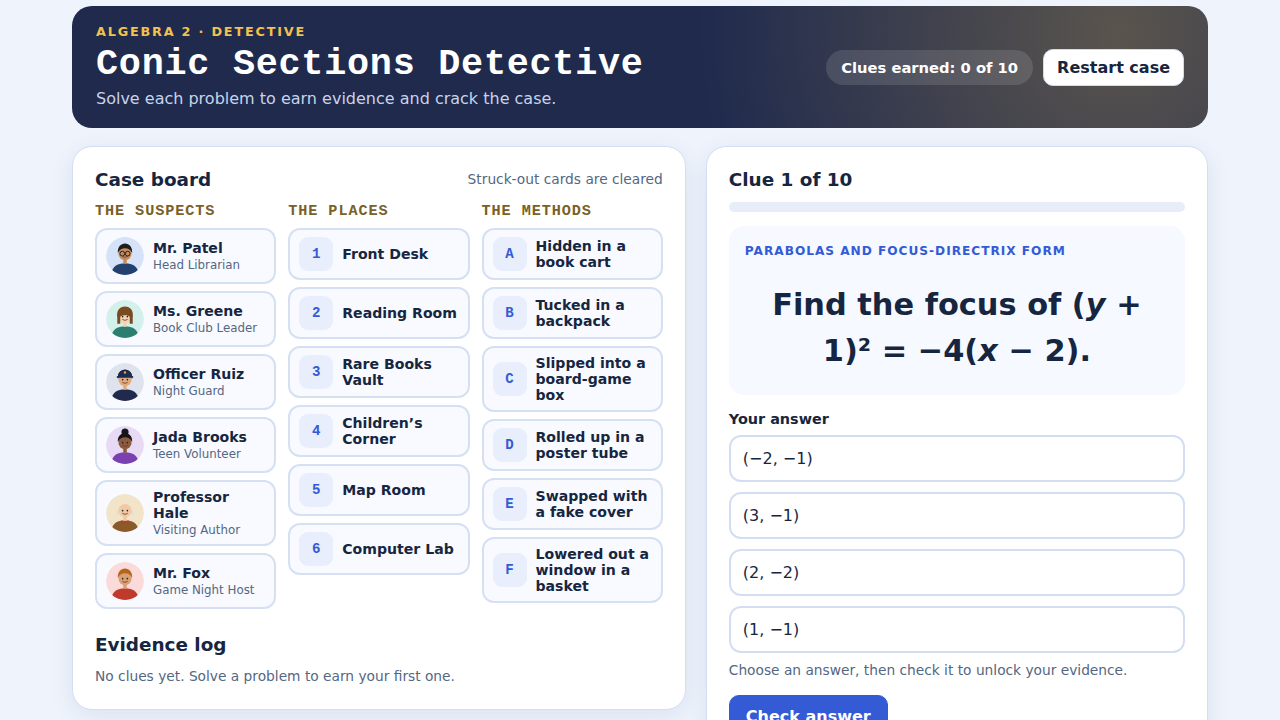 ALGEBRA 2 · DETECTIVE
Conic Sections Detective
Solve each problem to earn evidence and crack the case.
Clues earned: 0 of 10
Restart case
Case board
Struck-out cards are cleared
THE SUSPECTS
Mr. Patel
Head Librarian
Ms. Greene
Book Club Leader
Officer Ruiz
Night Guard
Jada Brooks
Teen Volunteer
Professor
Hale
Visiting Author
Mr. Fox
Game Night Host
THE PLACES
1
Front Desk
2
Reading Room
3
Rare Books
Vault
4
Children’s
Corner
5
Map Room
6
Computer Lab
THE METHODS
A
Hidden in a
book cart
B
Tucked in a
backpack
C
Slipped into a
board-game
box
D
Rolled up in a
poster tube
E
Swapped with
a fake cover
F
Lowered out a
window in a
basket
Evidence log
No clues yet. Solve a problem to earn your first one.
Clue 1 of 10
PARABOLAS AND FOCUS-DIRECTRIX FORM
Find the focus of (y +
1)² = −4(x − 2).
Your answer
(−2, −1)
(3, −1)
(2, −2)
(1, −1)
Choose an answer, then check it to unlock your evidence.
Check answer